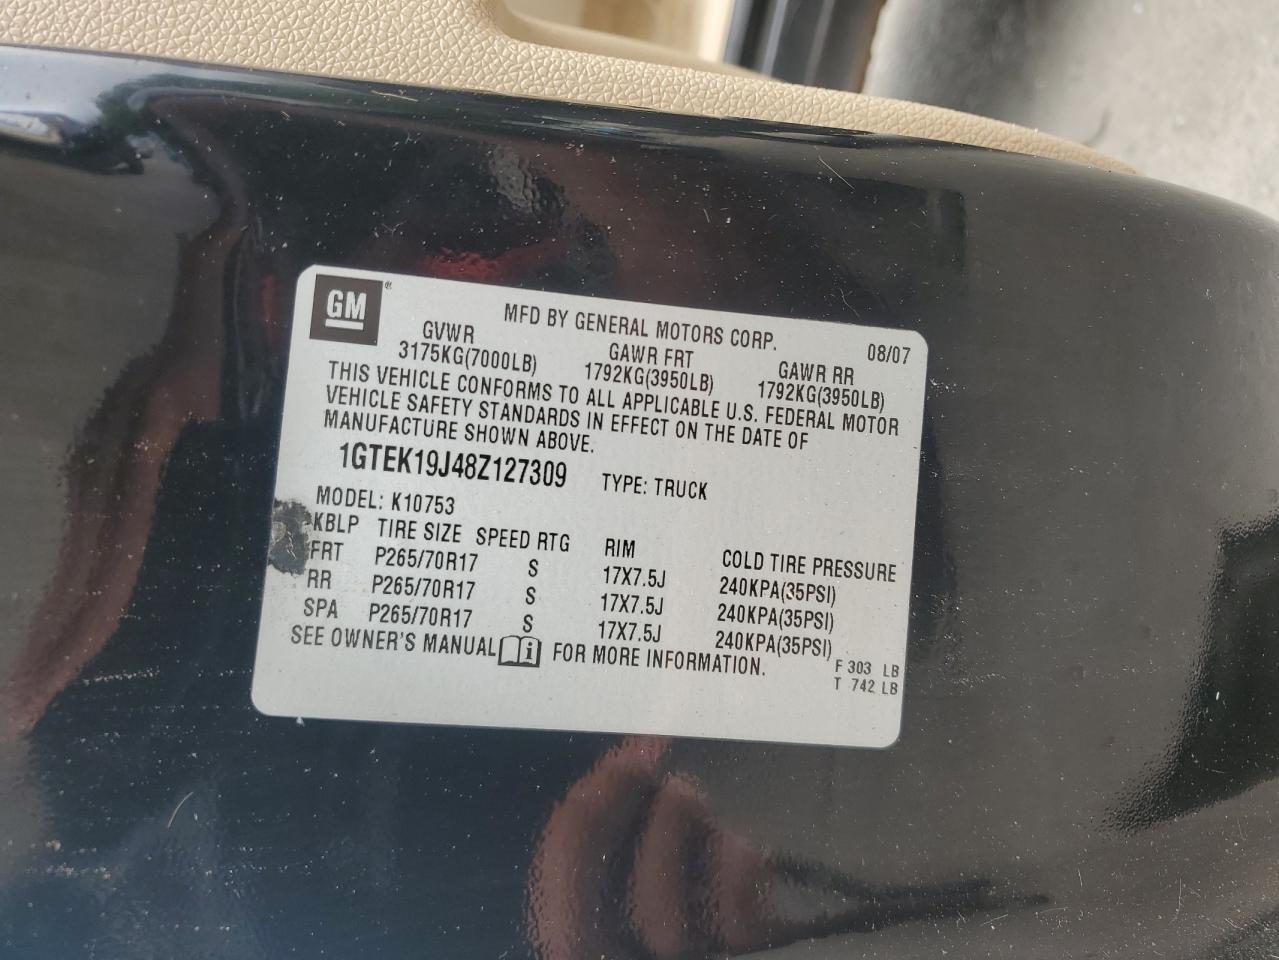 GM®
MFD BY GENERAL MOTORS CORP.
08/07
GVWR GAWR FRT GAWR RR
3175KG(7000LB) 1792KG(3950LB) 1792KG(3950LB)
THIS VEHICLE CONFORMS TO ALL APPLICABLE U.S. FEDERAL MOTOR
VEHICLE SAFETY STANDARDS IN EFFECT ON THE DATE OF
MANUFACTURE SHOWN ABOVE.
1GTEK19J48Z127309 TYPE: TRUCK
MODEL: K10753
KBLP TIRE SIZE SPEED RTG RIM COLD TIRE PRESSURE
FRT P265/70R17 S 17X7.5J 240KPA(35PSI)
RR P265/70R17 S 17X7.5J 240KPA(35PSI)
SPA P265/70R17 S 17X7.5J 240KPA(35PSI)
SEE OWNER'S MANUAL i FOR MORE INFORMATION.
F 303 LB
T 742 LB